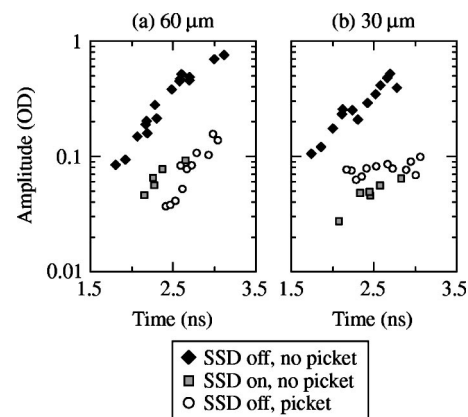 (a) 60 μm
(b) 30 μm
Amplitude (OD)
1
0.1
0.01
1.5 2.5 3.5
1.5 2.5 3.5
Time (ns)
Time (ns)
SSD off, no picket
SSD on, no picket
SSD off, picket